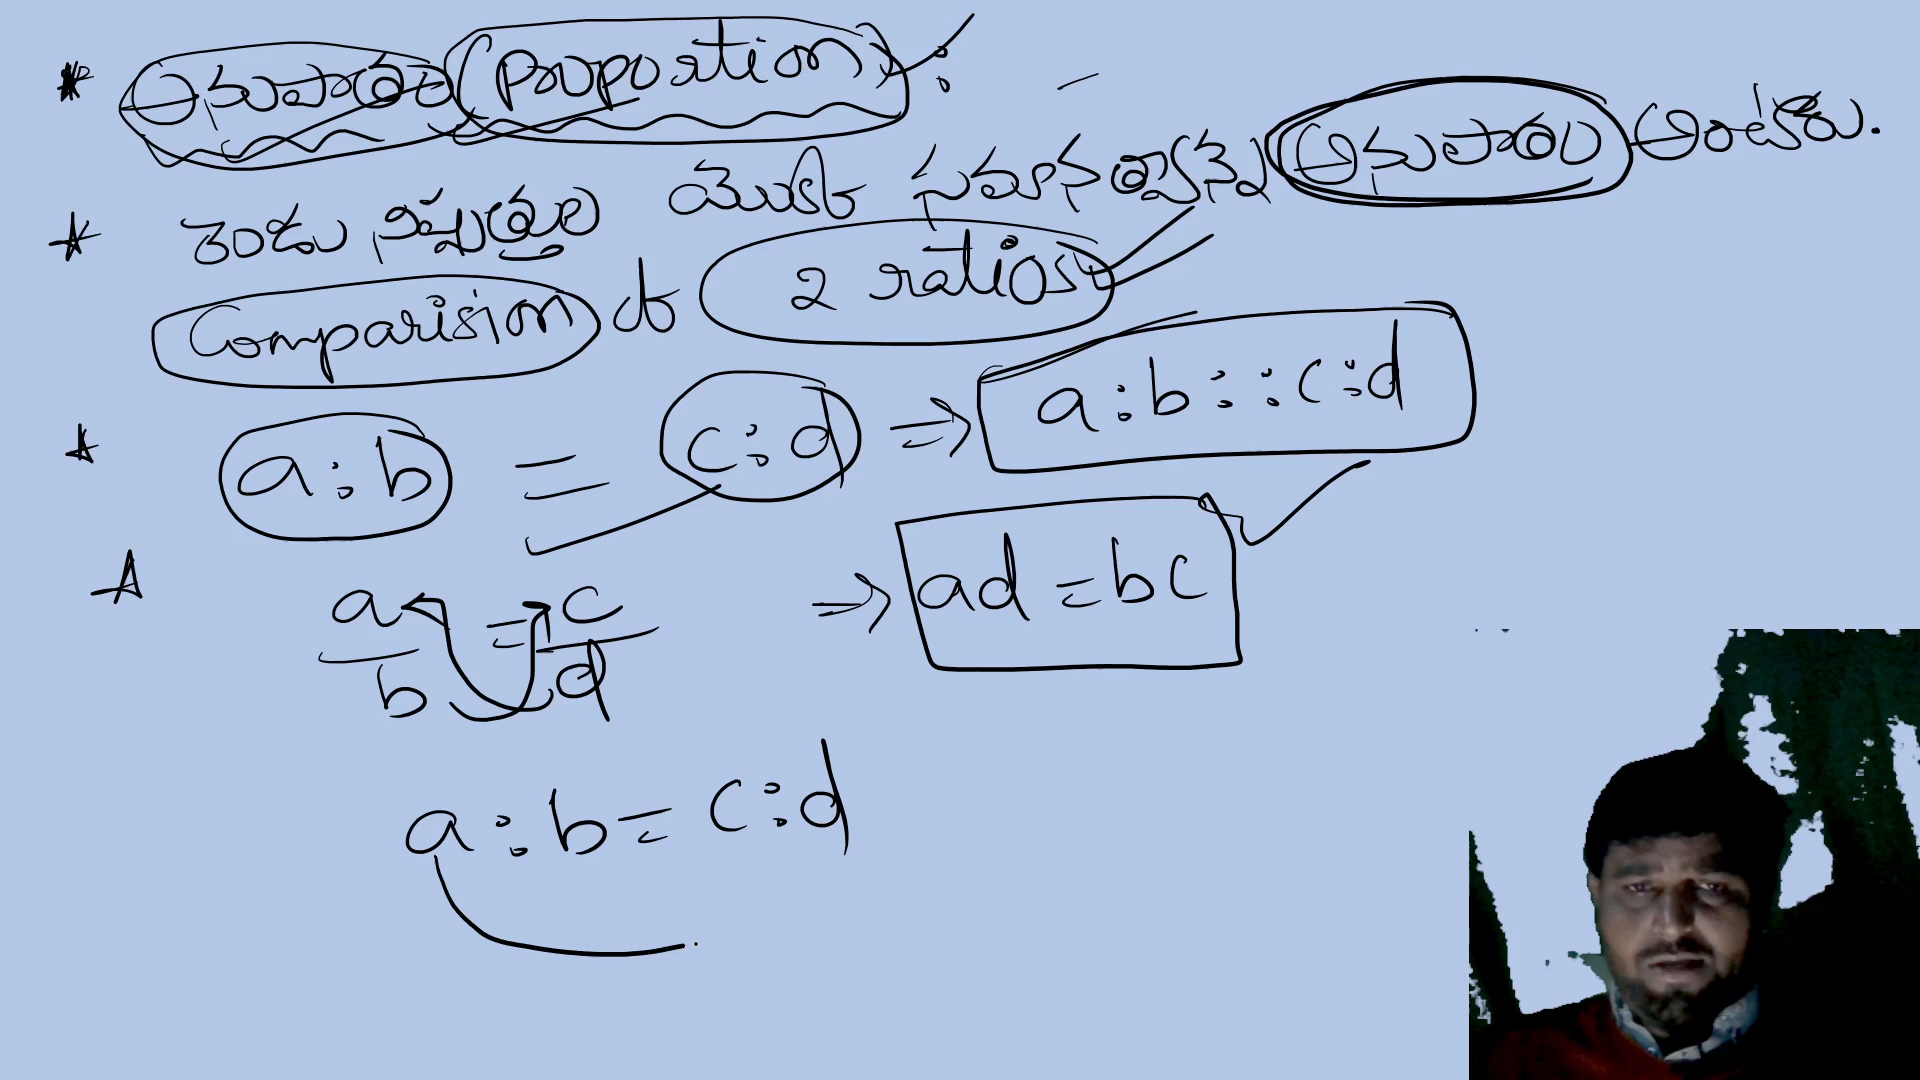 * అనుపాతం (proportion) :
* రెండు నిష్పత్తుల యొక్క సమానత్వాన్ని అనుపాతం అంటారు.
Comparision of 2 ratios
* a : b = c : d ⇒ a : b : : c : d
* a/b = c/d ⇒ ad = bc
a : b = c : d